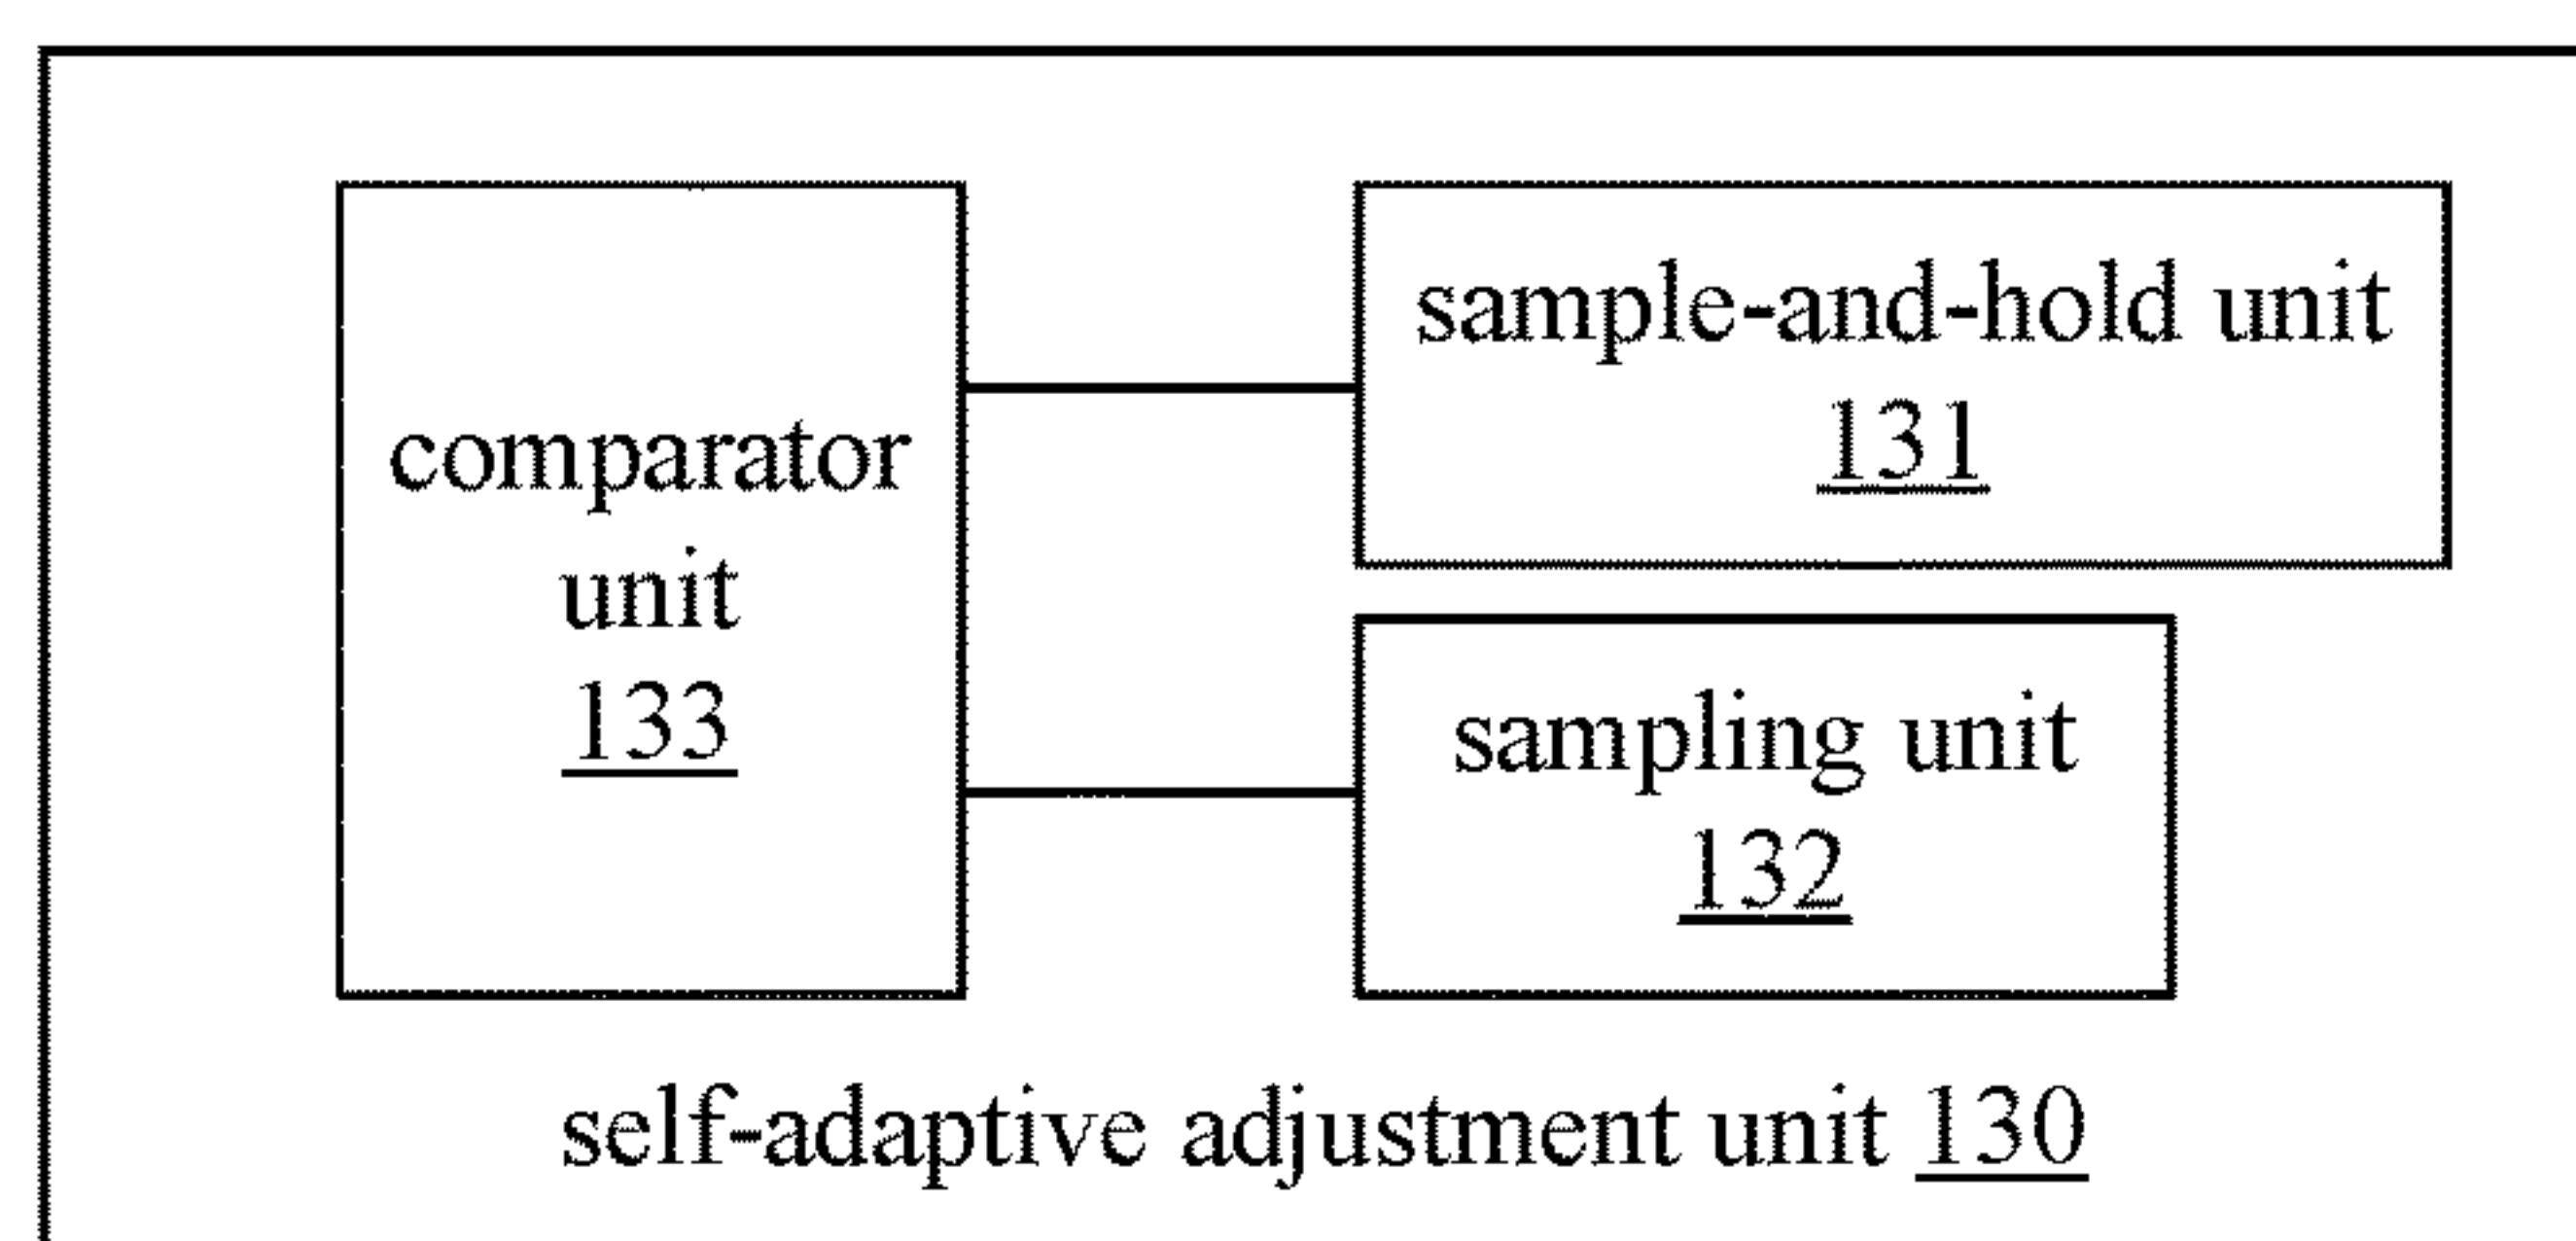 comparator
unit
133
sample-and-hold unit
131
sampling unit
132
self-adaptive adjustment unit 130